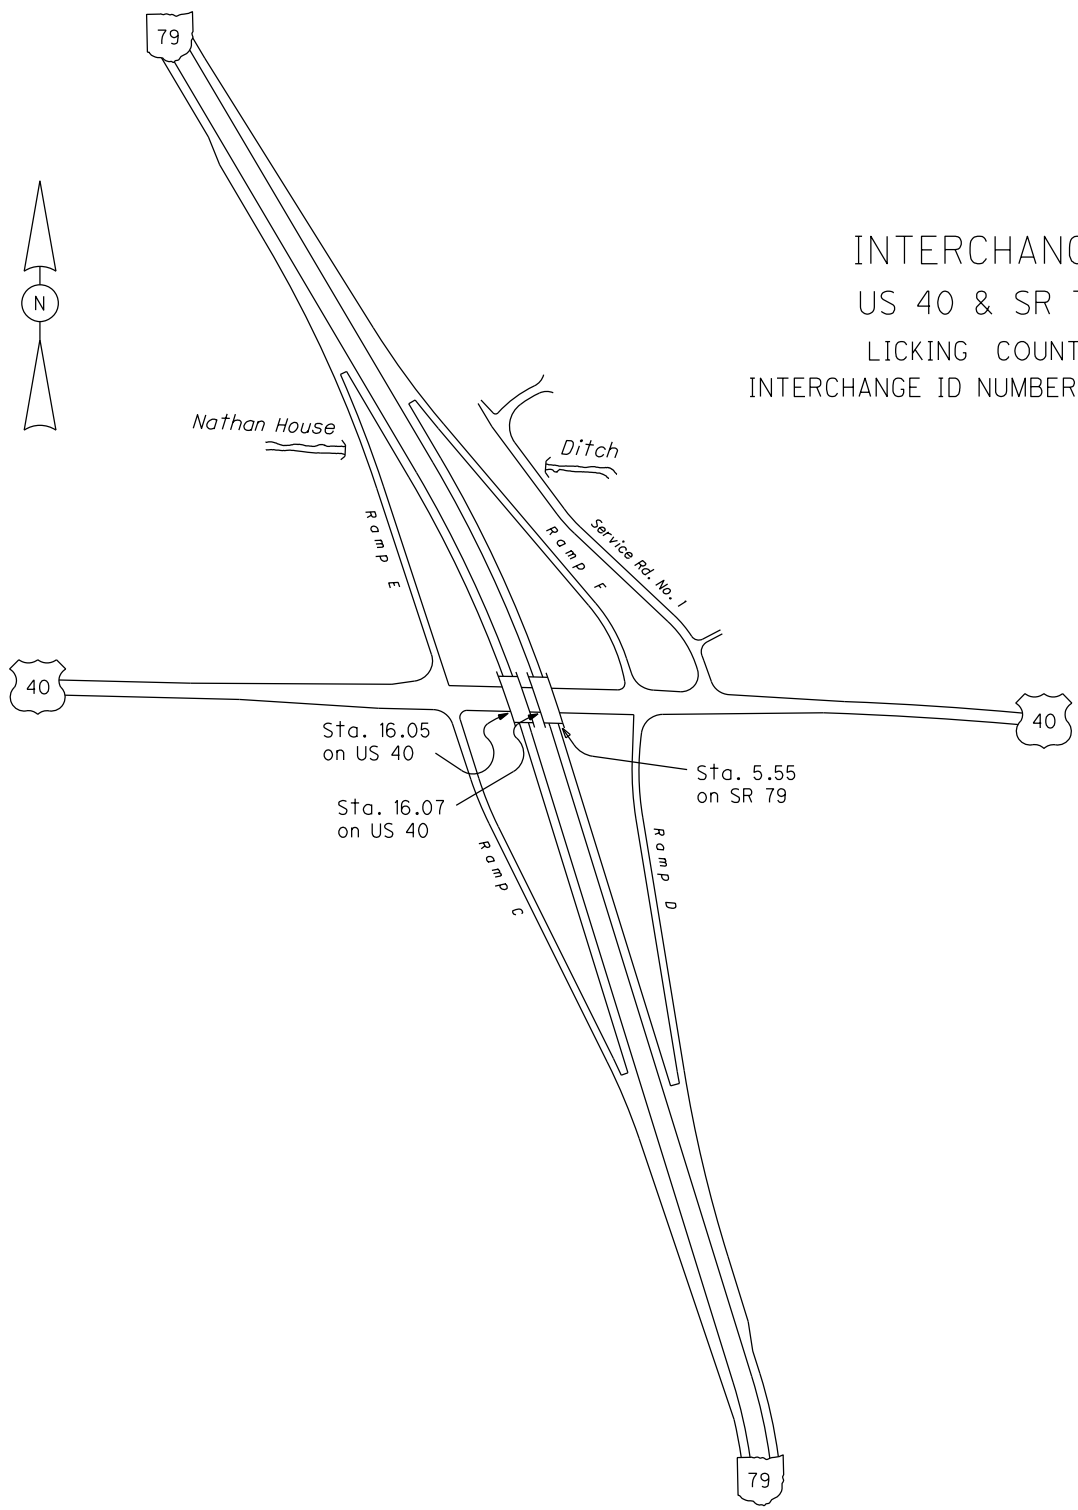 79
N
INTERCHANG
US 40 & SR 7
LICKING COUNT
INTERCHANGE ID NUMBER
Nathan House
Ditch
Ramp E
Ramp F
Service Rd. No. 1
40
40
Sta. 16.05
on US 40
Sta. 16.07
on US 40
Sta. 5.55
on SR 79
Ramp C
Ramp D
79